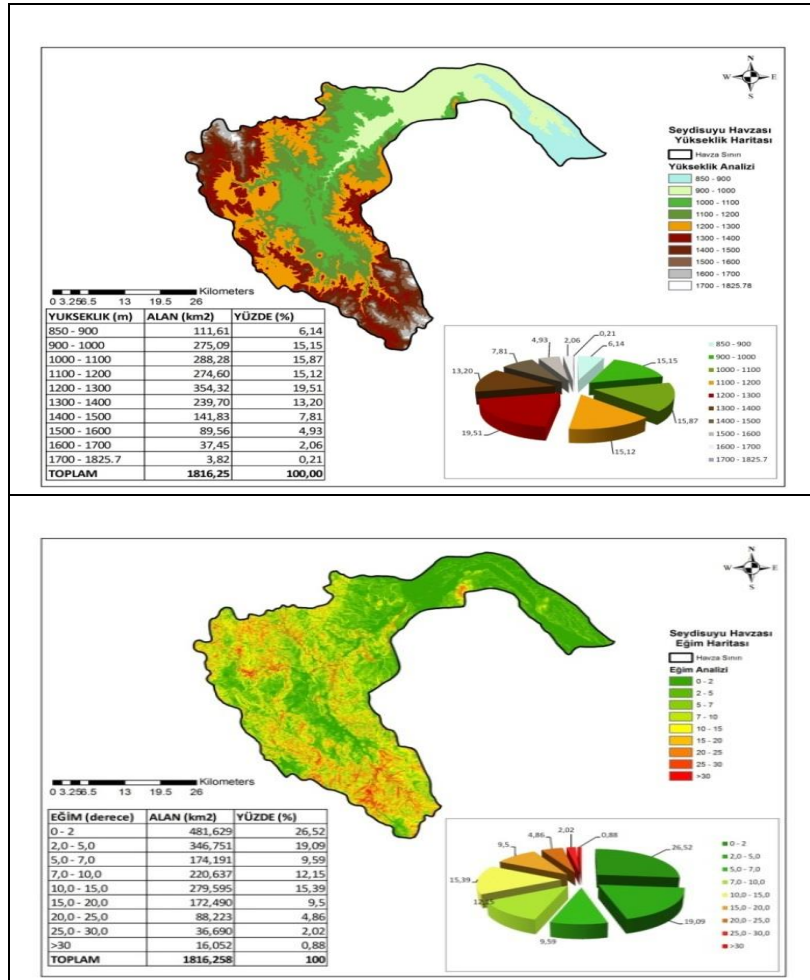 N
W E
S
Seydisuyu Havzası
Yükseklik Haritası
Havza Sınırı
Yükseklik Analizi
850 - 900
900 - 1000
1000 - 1100
1100 - 1200
1200 - 1300
1300 - 1400
1400 - 1500
1500 - 1600
1600 - 1700
1700 - 1825.78
Kilometers
0 3.256.5 13 19.5 26
YUKSEKLIK (m) ALAN (km2) YÜZDE (%)
850 - 900 111,61 6,14
900 - 1000 275,09 15,15
1000 - 1100 288,28 15,87
1100 - 1200 274,60 15,12
1200 - 1300 354,32 19,51
1300 - 1400 239,70 13,20
1400 - 1500 141,83 7,81
1500 - 1600 89,56 4,93
1600 - 1700 37,45 2,06
1700 - 1825.7 3,82 0,21
TOPLAM 1816,25 100,00
0,21
2,06
4,93
6,14
7,81
13,20
15,15
15,87
19,51
15,12
850 - 900
900 - 1000
1000 - 1100
1100 - 1200
1200 - 1300
1300 - 1400
1400 - 1500
1500 - 1600
1600 - 1700
1700 - 1825.7
N
W E
S
Seydisuyu Havzası
Eğim Haritası
Havza Sınırı
Eğim Analizi
0 - 2
2 - 5
5 - 7
7 - 10
10 - 15
15 - 20
20 - 25
25 - 30
>30
Kilometers
0 3.256.5 13 19.5 26
EĞİM (derece) ALAN (km2) YÜZDE (%)
0 - 2 481,629 26,52
2,0 - 5,0 346,751 19,09
5,0 - 7,0 174,191 9,59
7,0 - 10,0 220,637 12,15
10,0 - 15,0 279,595 15,39
15,0 - 20,0 172,490 9,5
20,0 - 25,0 88,223 4,86
25,0 - 30,0 36,690 2,02
>30 16,052 0,88
TOPLAM 1816,258 100
2,02
0,88
4,86
9,5
26,52
15,39
12,15
19,09
9,59
0 - 2
2,0 - 5,0
5,0 - 7,0
7,0 - 10,0
10,0 - 15,0
15,0 - 20,0
20,0 - 25,0
25,0 - 30,0
>30